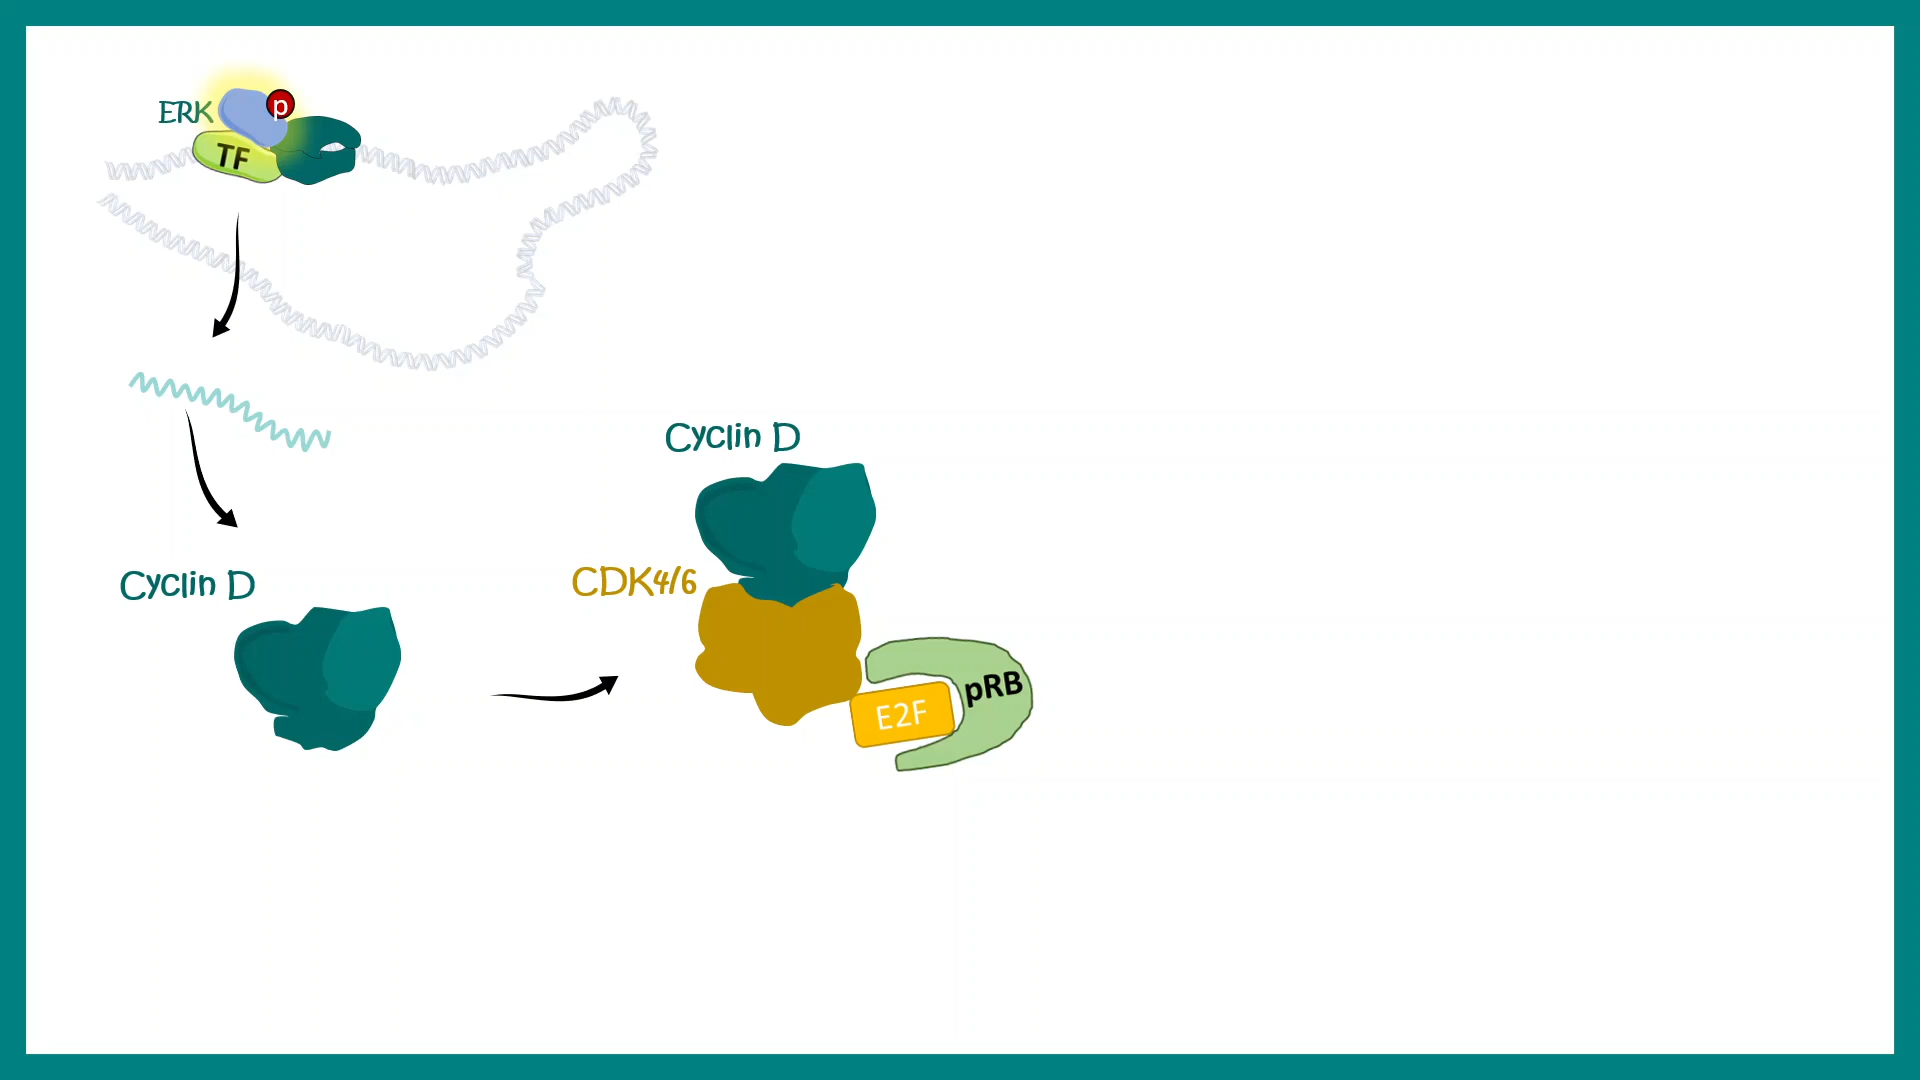 ERK
p
TF
Cyclin D
CDK4/6
Cyclin D
E2F
pRB